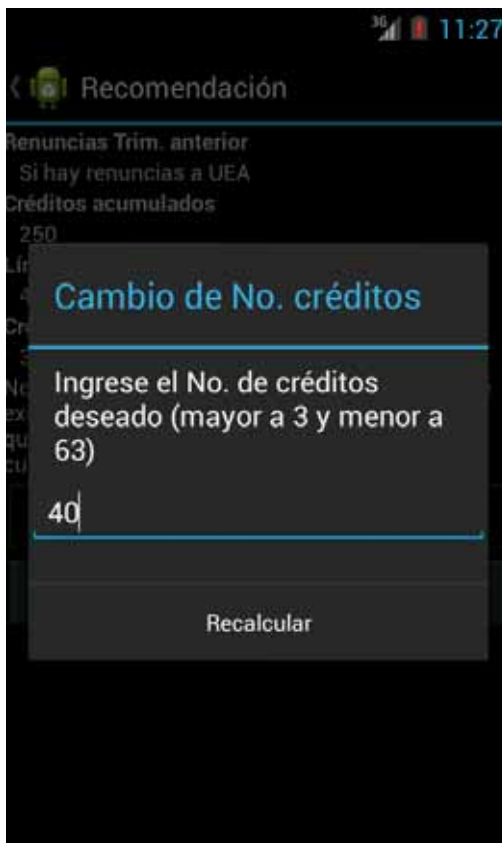 3G 11:27
Recomendación
Renuncias Trim. anterior
Si hay renuncias a UEA
Créditos acumulados
250
Cambio de No. créditos
Ingrese el No. de créditos
deseado (mayor a 3 y menor a
63)
40
Recalcular